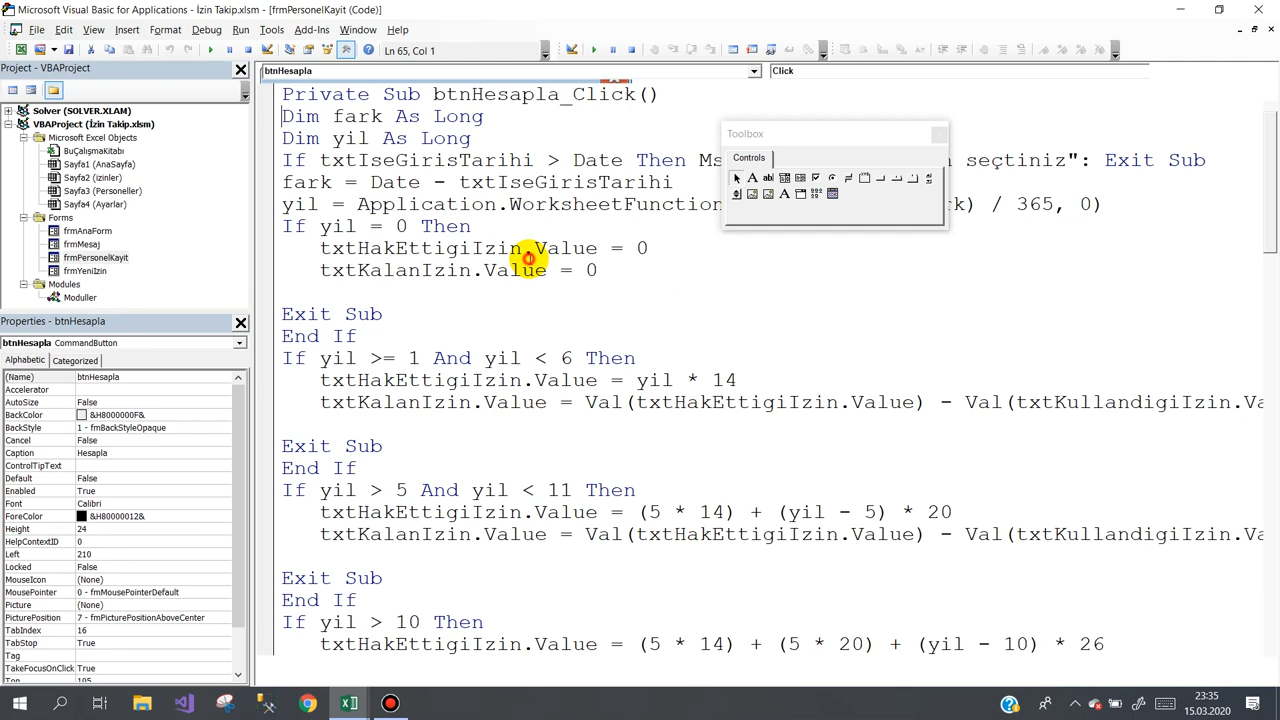 Microsoft Visual Basic for Applications - İzin Takip.xlsm - [frmPersonelKayit (Code)]
File Edit View Insert Format Debug Run Tools Add-Ins Window Help
Ln 65, Col 1
Project - VBAProject
Solver (SOLVER.XLAM)
VBAProject (İzin Takip.xlsm)
Microsoft Excel Objects
BuÇalışmaKitabı
Sayfa1 (AnaSayfa)
Sayfa2 (izinler)
Sayfa3 (Personeller)
Sayfa4 (Ayarlar)
Forms
frmAnaForm
frmMesaj
frmPersonelKayit
frmYeniIzin
Modules
Moduller
Properties - btnHesapla
btnHesapla CommandButton
Alphabetic Categorized
(Name) btnHesapla
Accelerator
AutoSize False
BackColor &H8000000F&
BackStyle 1 - fmBackStyleOpaque
Cancel False
Caption Hesapla
ControlTipText
Default False
Enabled True
Font Calibri
ForeColor &H80000012&
Height 24
HelpContextID 0
Left 210
Locked False
MouseIcon (None)
MousePointer 0 - fmMousePointerDefault
Picture (None)
PicturePosition 7 - fmPicturePositionAboveCenter
TabIndex 16
TabStop True
Tag
TakeFocusOnClick True
Top 105
btnHesapla Click
Private Sub btnHesapla_Click()
Dim fark As Long
Dim yil As Long
If txtIseGirisTarihi > Date Then seçtiniz": Exit Sub
fark = Date - txtIseGirisTarihi
yil = Application.WorksheetFunction / 365, 0)
If yil = 0 Then
txtHakEttigiIzin.Value = 0
txtKalanIzin.Value = 0
Exit Sub
End If
If yil >= 1 And yil < 6 Then
txtHakEttigiIzin.Value = yil * 14
txtKalanIzin.Value = Val(txtHakEttigiIzin.Value) - Val(txtKullandigiIzin.Va
Exit Sub
End If
If yil > 5 And yil < 11 Then
txtHakEttigiIzin.Value = (5 * 14) + (yil - 5) * 20
txtKalanIzin.Value = Val(txtHakEttigiIzin.Value) - Val(txtKullandigiIzin.Va
Exit Sub
End If
If yil > 10 Then
txtHakEttigiIzin.Value = (5 * 14) + (5 * 20) + (yil - 10) * 26
Toolbox
Controls
23:35
15.03.2020